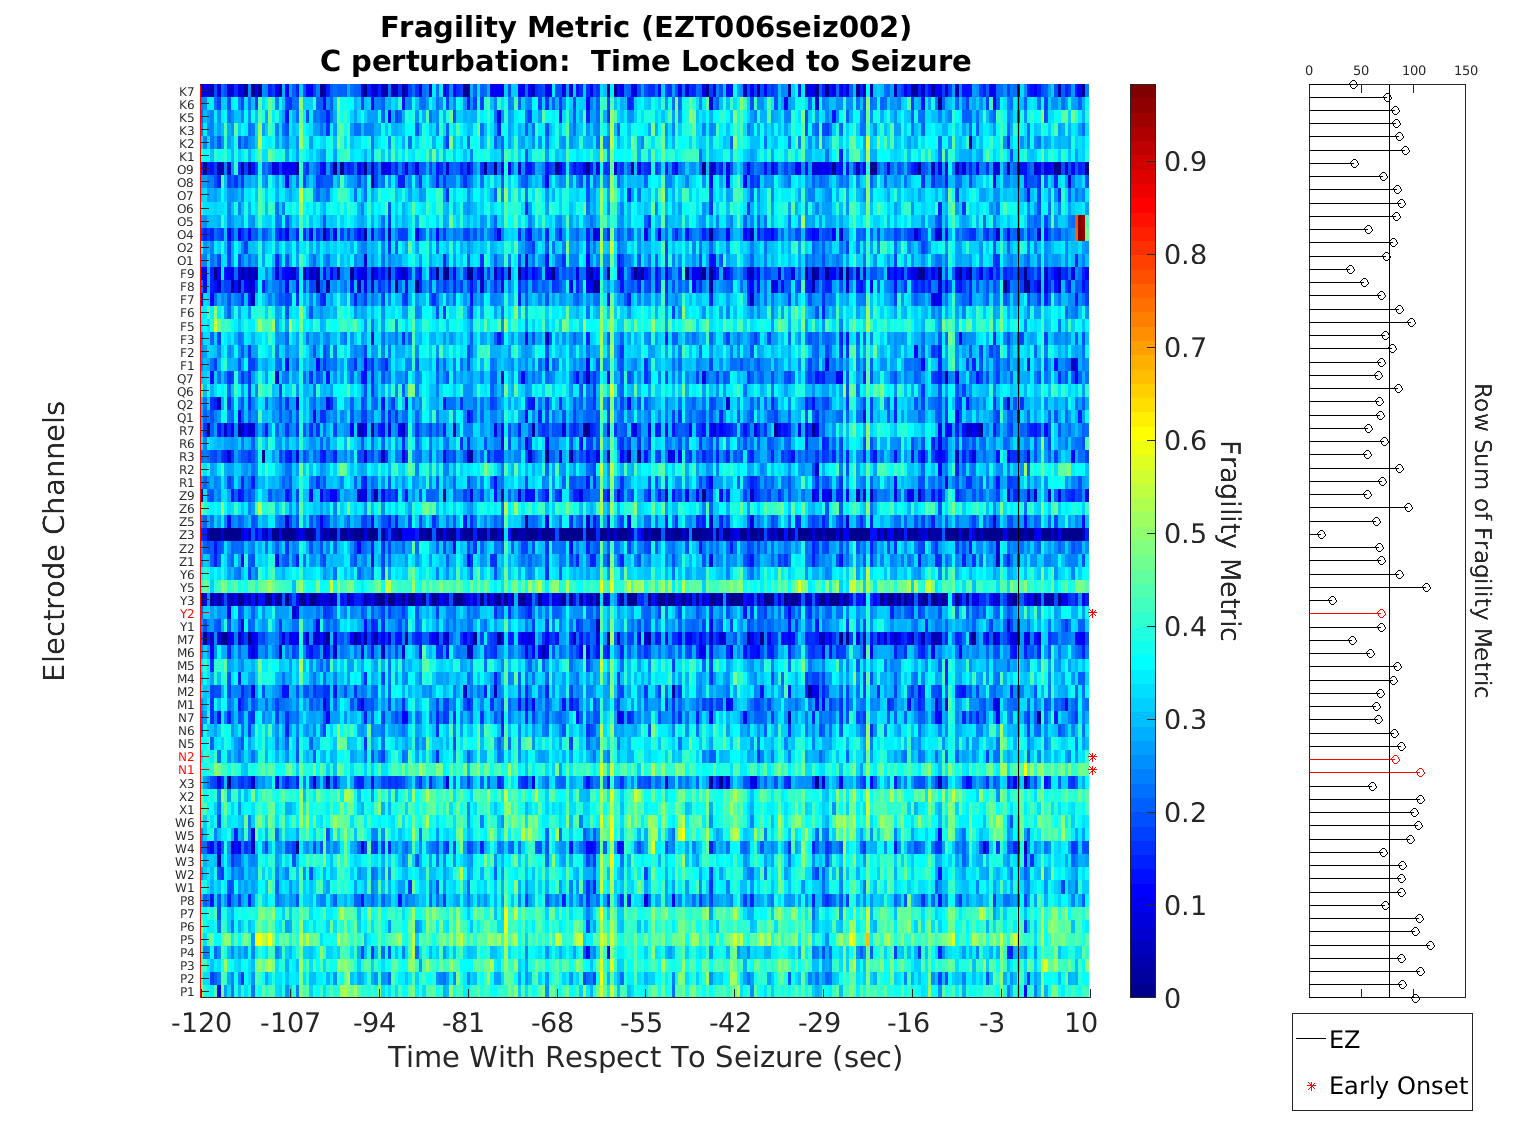 Fragility Metric (EZT006seiz002)
C perturbation:  Time Locked to Seizure
Electrode Channels
K7
K6
K5
K3
K2
K1
O9
O8
O7
O6
O5
O4
O2
O1
F9
F8
F7
F6
F5
F3
F2
F1
Q7
Q6
Q2
Q1
R7
R6
R3
R2
R1
Z9
Z6
Z5
Z3
Z2
Z1
Y6
Y5
Y3
Y2
Y1
M7
M6
M5
M4
M2
M1
N7
N6
N5
N2
N1
X3
X2
X1
W6
W5
W4
W3
W2
W1
P8
P7
P6
P5
P4
P3
P2
P1
-120 -107 -94 -81 -68 -55 -42 -29 -16 -3 10
Time With Respect To Seizure (sec)
0.9
0.8
0.7
0.6
0.5
0.4
0.3
0.2
0.1
0
Fragility Metric
0 50 100 150
Row Sum of Fragility Metric
EZ
Early Onset